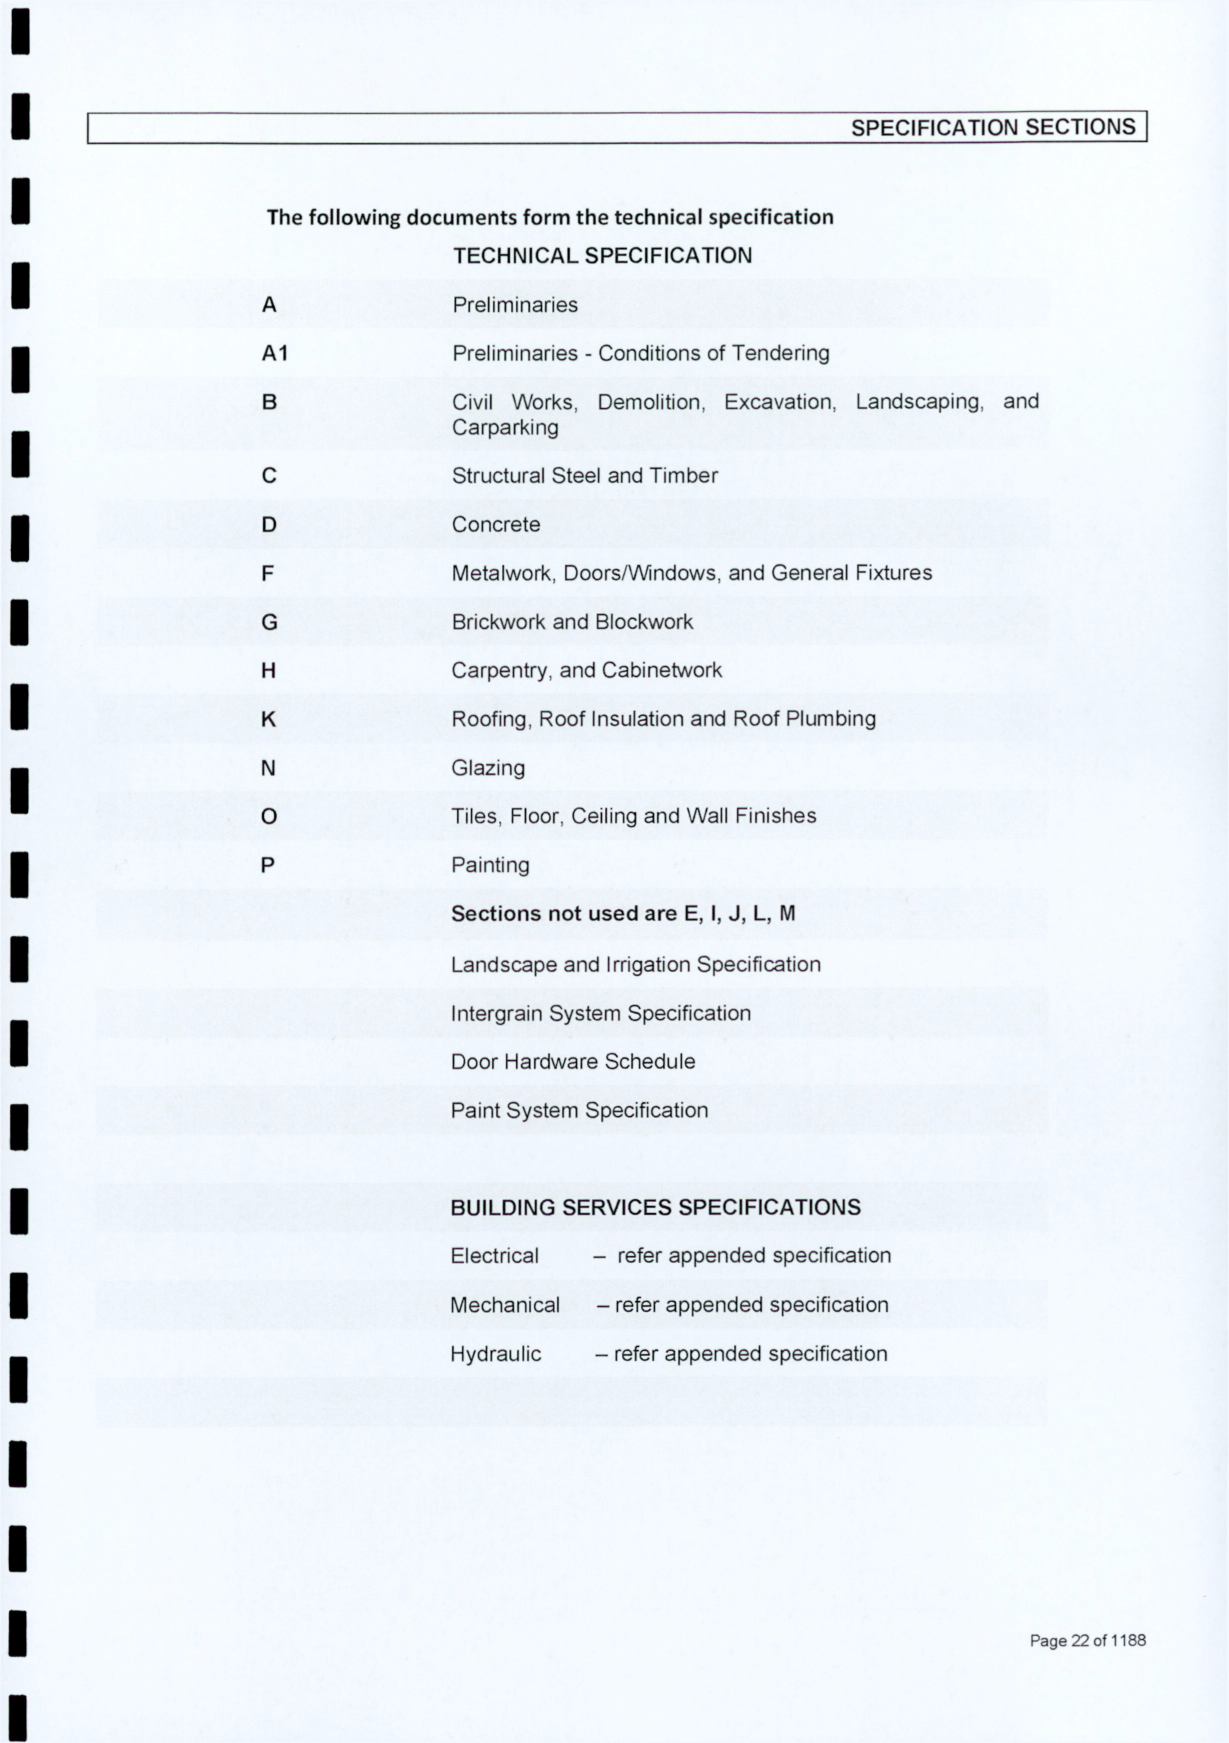 SPECIFICATION SECTIONS
The following documents form the technical specification
TECHNICAL SPECIFICATION
A Preliminaries
A1 Preliminaries - Conditions of Tendering
B Civil Works, Demolition, Excavation, Landscaping, and
Carparking
C Structural Steel and Timber
D Concrete
F Metalwork, Doors/Windows, and General Fixtures
G Brickwork and Blockwork
H Carpentry, and Cabinetwork
K Roofing, Roof Insulation and Roof Plumbing
N Glazing
O Tiles, Floor, Ceiling and Wall Finishes
P Painting
Sections not used are E, I, J, L, M
Landscape and Irrigation Specification
Intergrain System Specification
Door Hardware Schedule
Paint System Specification
BUILDING SERVICES SPECIFICATIONS
Electrical – refer appended specification
Mechanical – refer appended specification
Hydraulic – refer appended specification
Page 22 of 1188